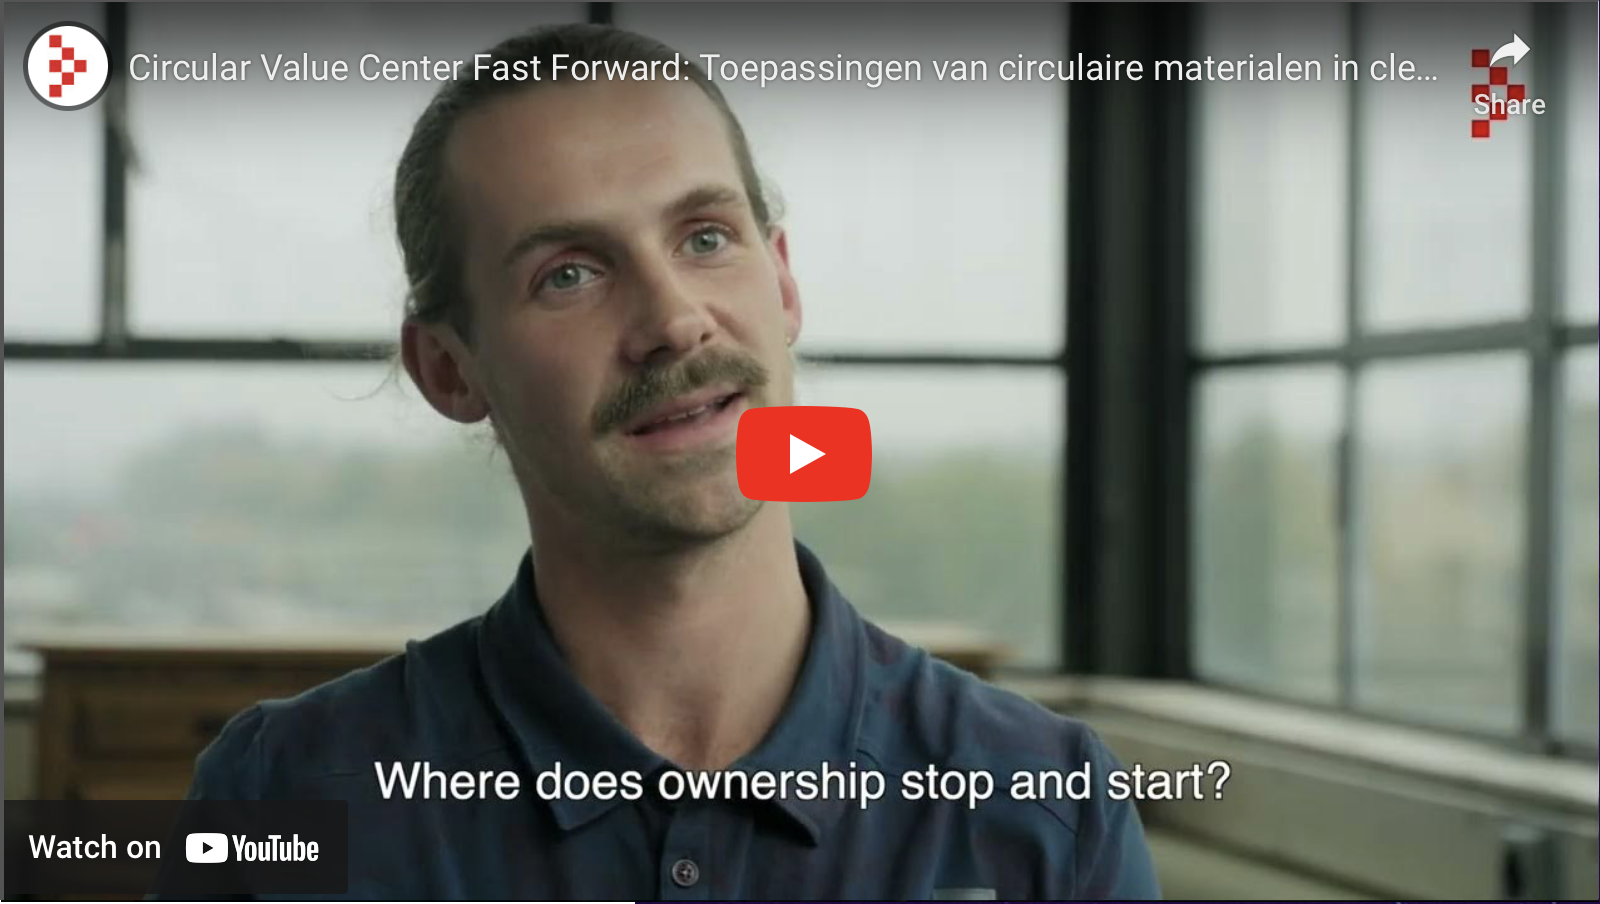 Circular Value Center Fast Forward: Toepassingen van circulaire materialen in cle...
Share
Where does ownership stop and start?
Watch on YouTube